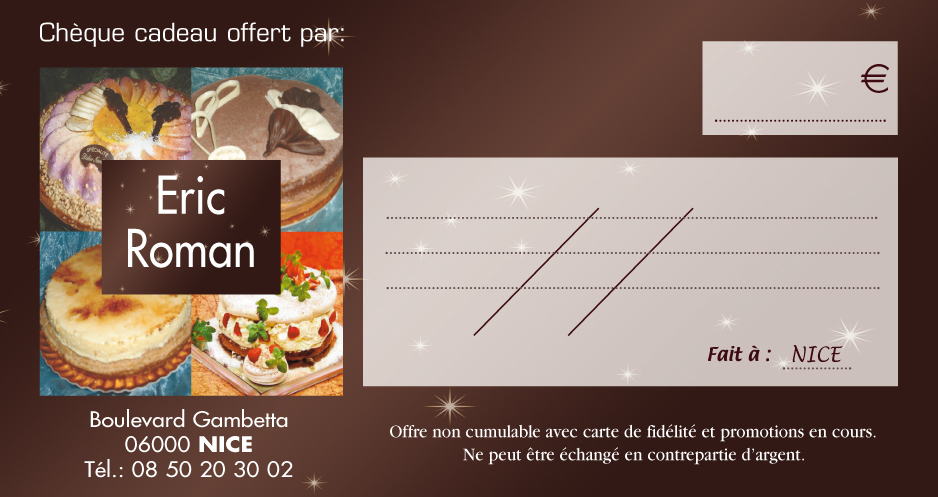 Chèque cadeau offert par:
€
SPÉCIALITÉ
Eric
Roman
Fait à : NICE
Boulevard Gambetta
06000 NICE
Tél.: 08 50 20 30 02
Offre non cumulable avec carte de fidélité et promotions en cours.
Ne peut être échangé en contrepartie d'argent.